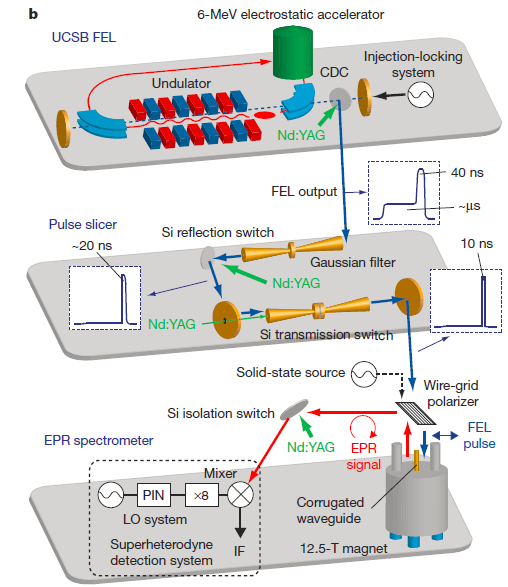 b
6-MeV electrostatic accelerator
UCSB FEL
Injection-locking
system
CDC
Undulator
Nd:YAG
40 ns
FEL output
~µs
Pulse slicer
Si reflection switch
~20 ns
10 ns
Gaussian filter
Nd:YAG
Nd:YAG
Si transmission switch
Solid-state source
Wire-grid
polarizer
Si isolation switch
FEL
pulse
EPR spectrometer
Nd:YAG
EPR
signal
Mixer
PIN
×8
LO system
Corrugated
waveguide
Superheterodyne
detection system
IF
12.5-T magnet